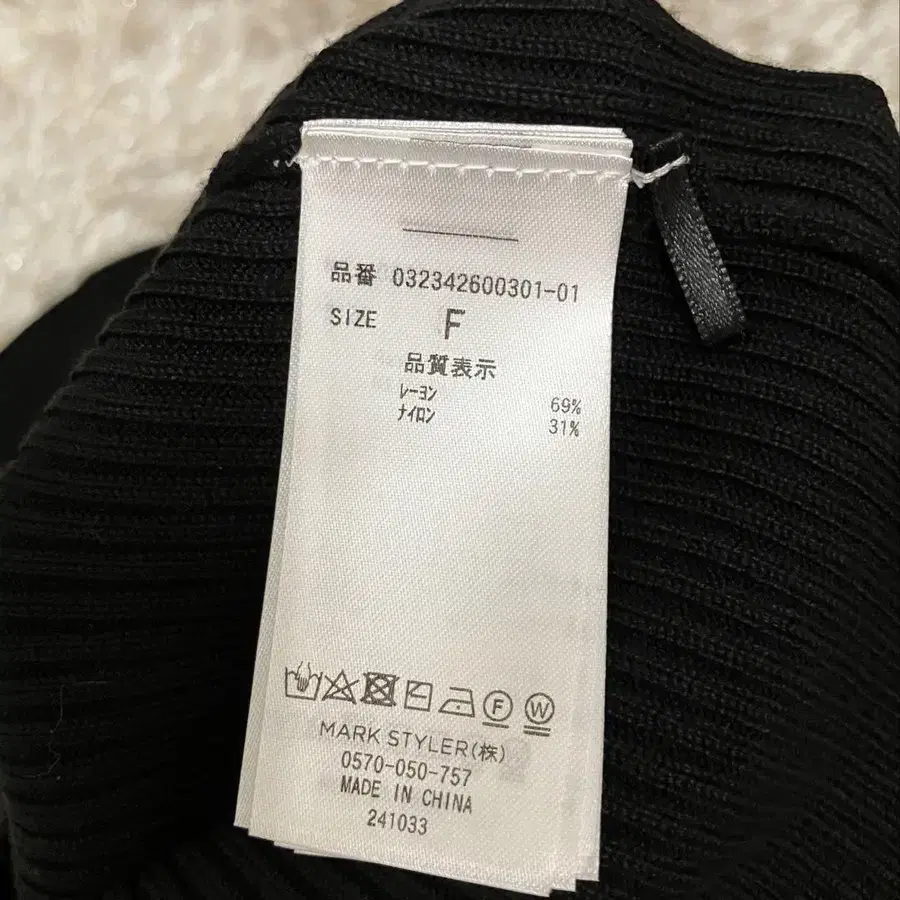 品番 032342600301-01
SIZE F
品質表示
レーヨン 69%
ナイロン 31%
F W
MARK STYLER(株)
0570-050-757
MADE IN CHINA
241033